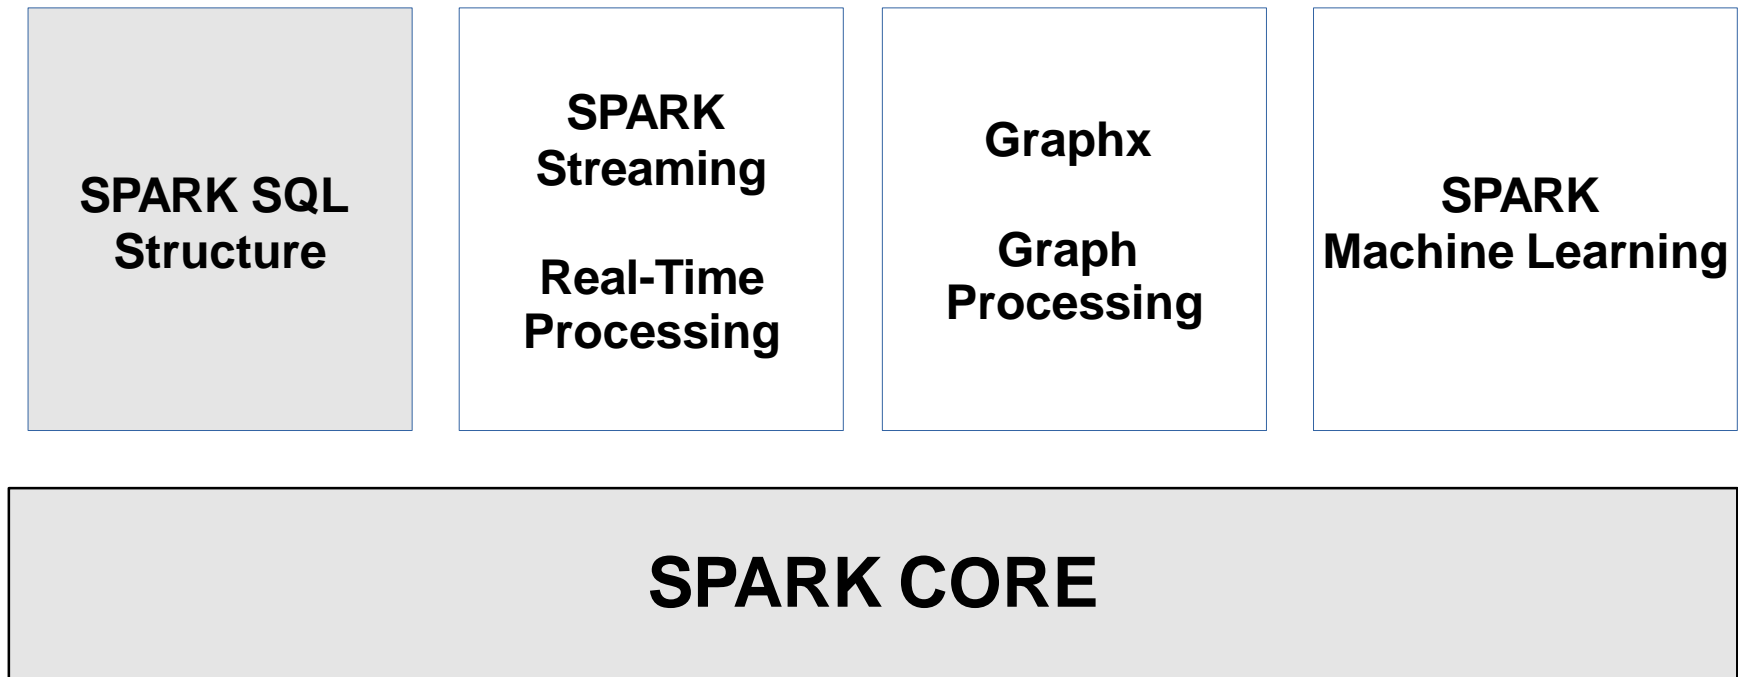 SPARK SQL
Structure
SPARK
Streaming
Real-Time
Processing
Graphx
Graph
Processing
SPARK
Machine Learning
SPARK CORE